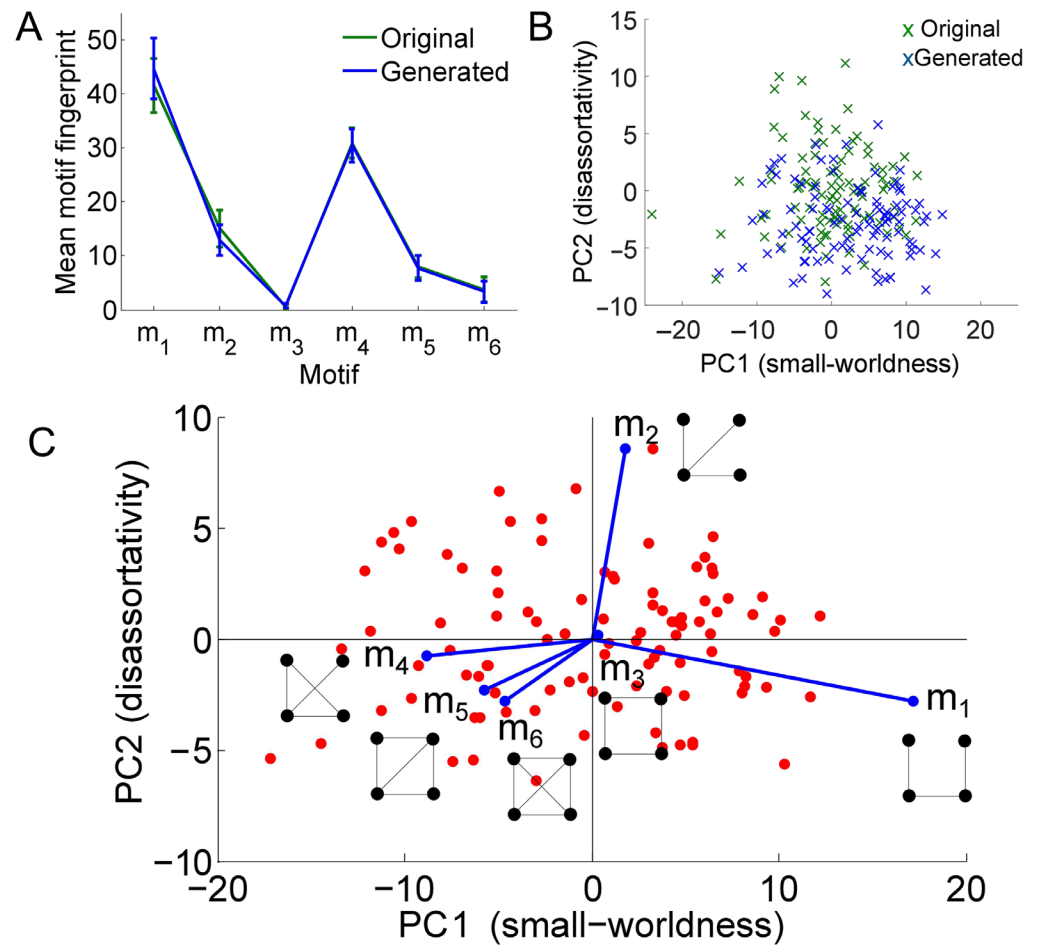 A
Mean motif fingerprint
50
40
30
20
10
0
m1 m2 m3 m4 m5 m6
Motif
Original
Generated
B
PC2 (disassortativity)
15
10
5
0
−5
−10
−20 −10 0 10 20
PC1 (small-worldness)
Original
Generated
C
PC2 (disassortativity)
10
5
0
−5
−10
−20 −10 0 10 20
PC1 (small−worldness)
m2
m4
m5
m6
m3
m1